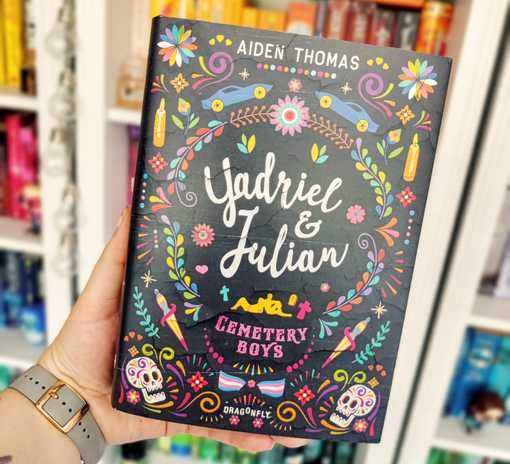 AIDEN THOMAS
Yadriel
&
Julian
CEMETERY
BOYS
DRAGONFLY